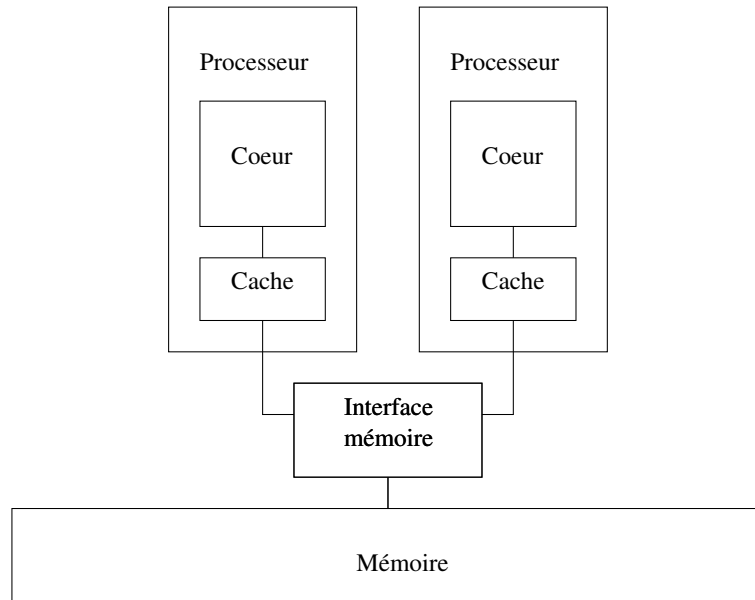 Processeur
Processeur
Coeur
Coeur
Cache
Cache
Interface
mémoire
Mémoire